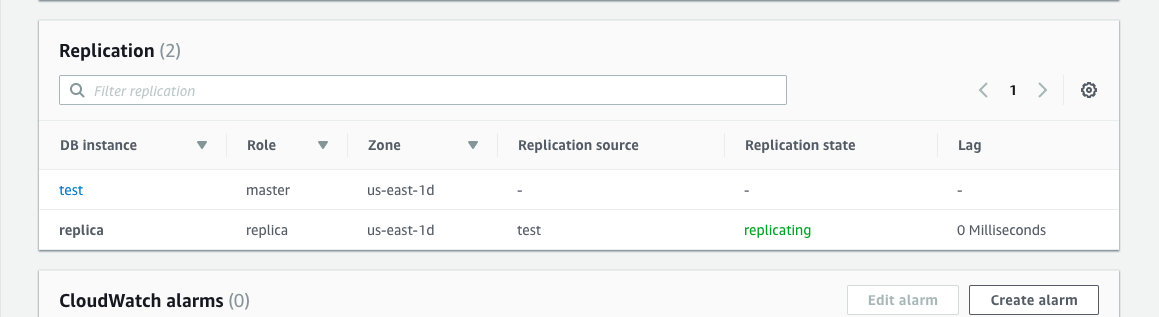 Replication (2)
Filter replication
1
DB instance Role Zone Replication source Replication state Lag
test master us-east-1d - - -
replica replica us-east-1d test replicating 0 Milliseconds
CloudWatch alarms (0) Edit alarm Create alarm